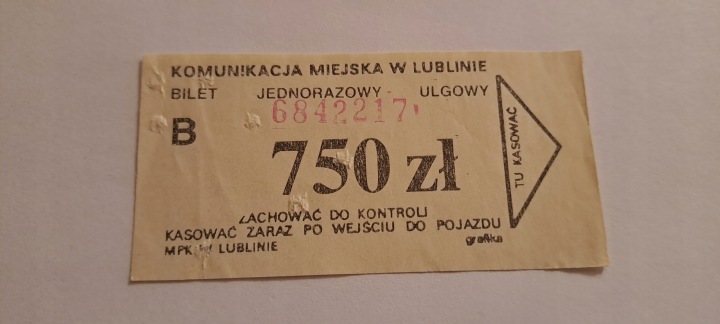 KOMUNIKACJA MIEJSKA W LUBLINIE
BILET JEDNORAZOWY - ULGOWY
6842217
B
750 zł
TU KASOWAĆ
ZACHOWAĆ DO KONTROLI
KASOWAĆ ZARAZ PO WEJŚCIU DO POJAZDU
MPK W LUBLINIE
grafika